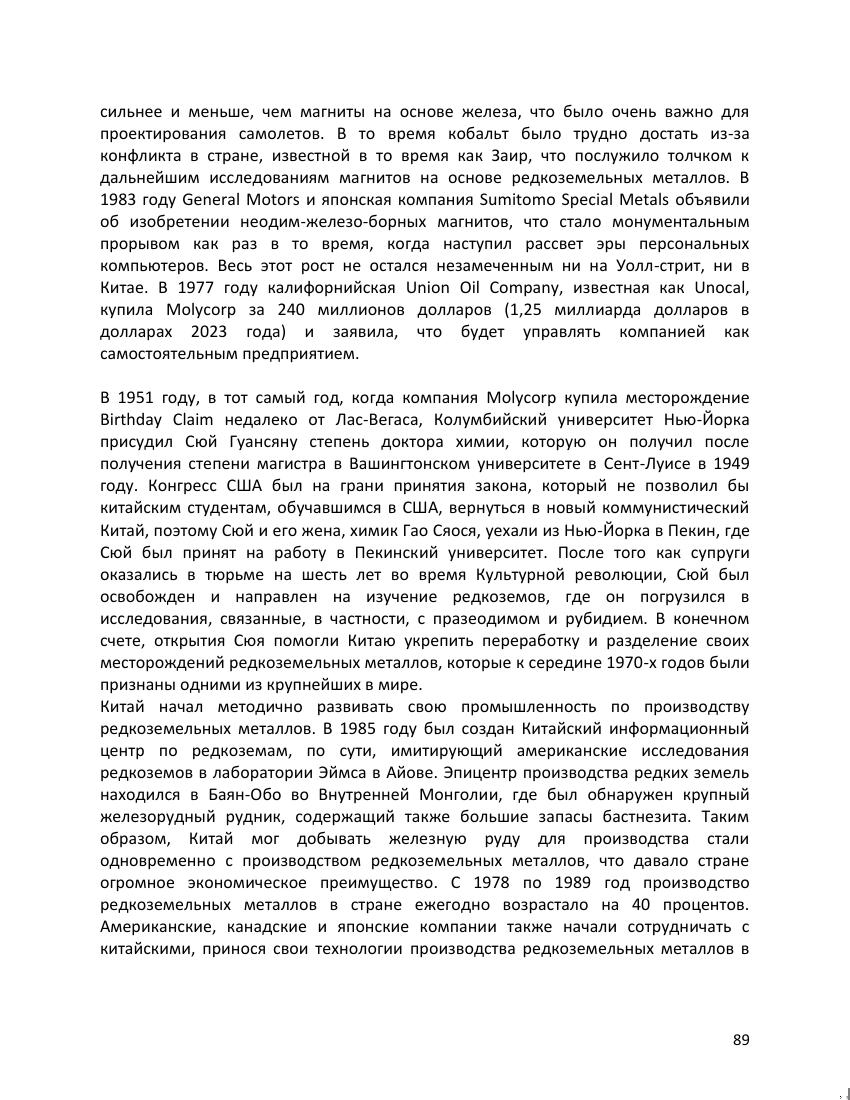 сильнее и меньше, чем магниты на основе железа, что было очень важно для
проектирования самолетов. В то время кобальт было трудно достать из-за
конфликта в стране, известной в то время как Заир, что послужило толчком к
дальнейшим исследованиям магнитов на основе редкоземельных металлов. В
1983 году General Motors и японская компания Sumitomo Special Metals объявили
об изобретении неодим-железо-борных магнитов, что стало монументальным
прорывом как раз в то время, когда наступил рассвет эры персональных
компьютеров. Весь этот рост не остался незамеченным ни на Уолл-стрит, ни в
Китае. В 1977 году калифорнийская Union Oil Company, известная как Unocal,
купила Molycorp за 240 миллионов долларов (1,25 миллиарда долларов в
долларах 2023 года) и заявила, что будет управлять компанией как
самостоятельным предприятием.
В 1951 году, в тот самый год, когда компания Molycorp купила месторождение
Birthday Claim недалеко от Лас-Вегаса, Колумбийский университет Нью-Йорка
присудил Сюй Гуансяну степень доктора химии, которую он получил после
получения степени магистра в Вашингтонском университете в Сент-Луисе в 1949
году. Конгресс США был на грани принятия закона, который не позволил бы
китайским студентам, обучавшимся в США, вернуться в новый коммунистический
Китай, поэтому Сюй и его жена, химик Гао Сяося, уехали из Нью-Йорка в Пекин, где
Сюй был принят на работу в Пекинский университет. После того как супруги
оказались в тюрьме на шесть лет во время Культурной революции, Сюй был
освобожден и направлен на изучение редкоземов, где он погрузился в
исследования, связанные, в частности, с празеодимом и рубидием. В конечном
счете, открытия Сюя помогли Китаю укрепить переработку и разделение своих
месторождений редкоземельных металлов, которые к середине 1970-х годов были
признаны одними из крупнейших в мире.
Китай начал методично развивать свою промышленность по производству
редкоземельных металлов. В 1985 году был создан Китайский информационный
центр по редкоземам, по сути, имитирующий американские исследования
редкоземов в лаборатории Эймса в Айове. Эпицентр производства редких земель
находился в Баян-Обо во Внутренней Монголии, где был обнаружен крупный
железорудный рудник, содержащий также большие запасы бастнезита. Таким
образом, Китай мог добывать железную руду для производства стали
одновременно с производством редкоземельных металлов, что давало стране
огромное экономическое преимущество. С 1978 по 1989 год производство
редкоземельных металлов в стране ежегодно возрастало на 40 процентов.
Американские, канадские и японские компании также начали сотрудничать с
китайскими, принося свои технологии производства редкоземельных металлов в
89